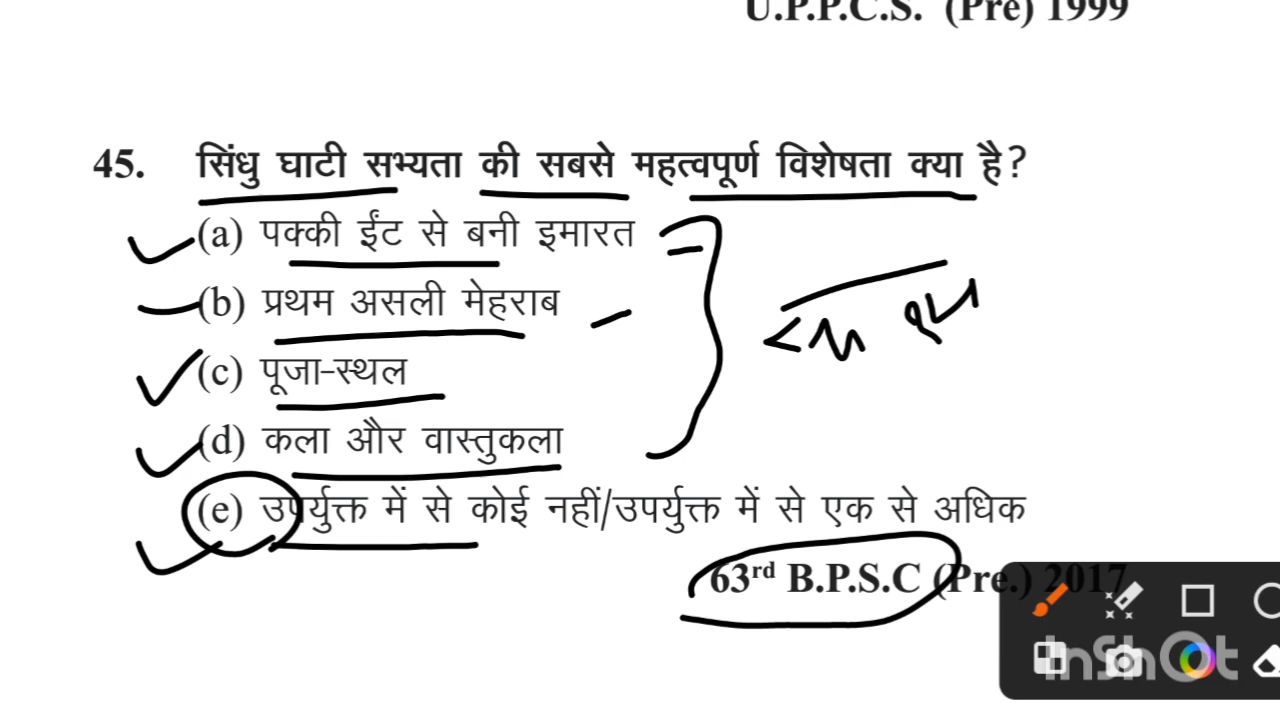 U.P.P.C.S. (Pre) 1999
45. सिंधु घाटी सभ्यता की सबसे महत्वपूर्ण विशेषता क्या है?
(a) पक्की ईंट से बनी इमारत
(b) प्रथम असली मेहराब
(c) पूजा-स्थल
(d) कला और वास्तुकला
(e) उपर्युक्त में से कोई नहीं/उपर्युक्त में से एक से अधिक
63rd B.P.S.C (Pre.) 2017
InShOt